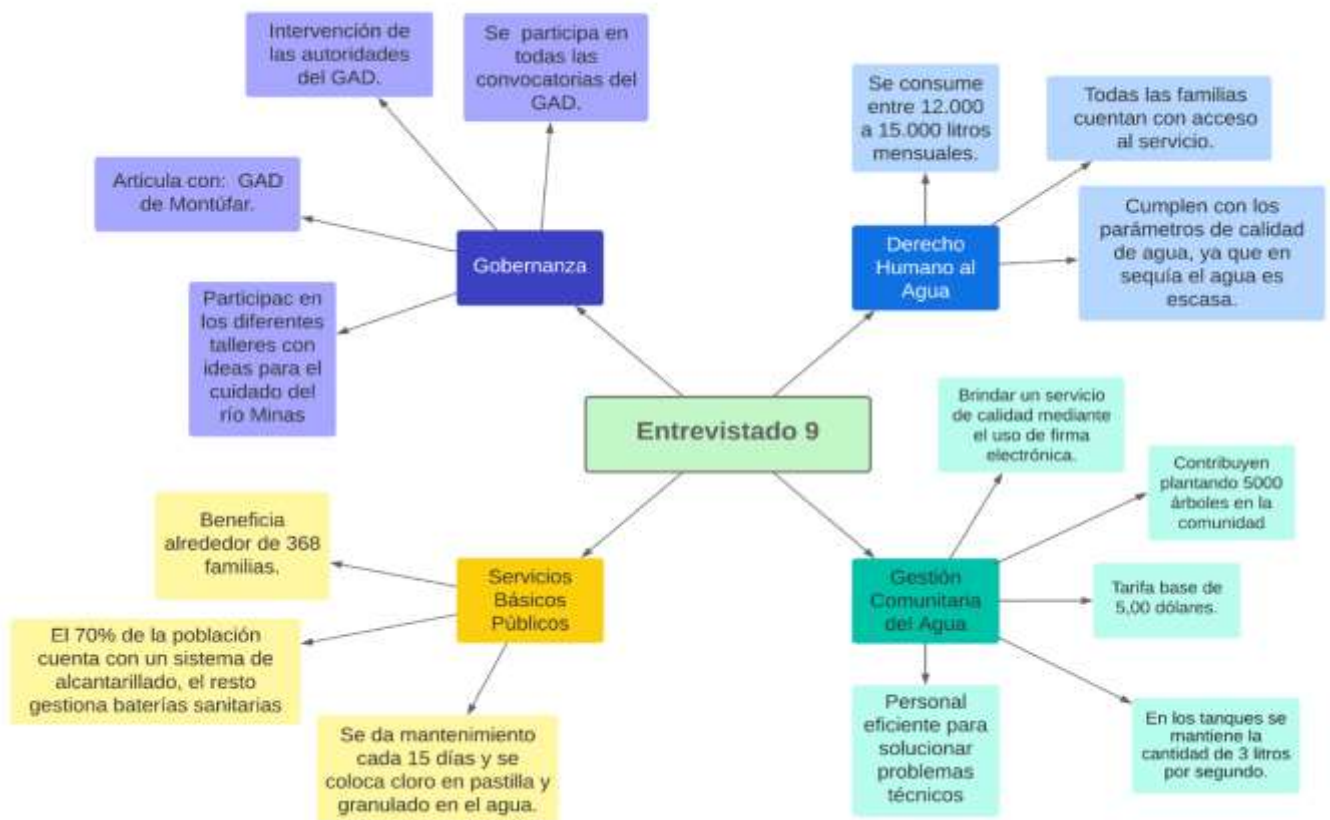 Intervención de
las autoridades
del GAD.
Se participa en
todas las
convocatorias del
GAD.
Articula con: GAD
de Montúfar.
Participac en
los diferentes
talleres con
ideas para el
cuidado del
río Minas
Gobernanza
Se consume
entre 12.000
a 15.000 litros
mensuales.
Todas las familias
cuentan con acceso
al servicio.
Cumplen con los
parámetros de calidad
de agua, ya que en
sequía el agua es
escasa.
Derecho
Humano al
Agua
Entrevistado 9
Beneficia
alrededor de 368
familias.
El 70% de la población
cuenta con un sistema de
alcantarillado, el resto
gestiona baterías sanitarias
Se da mantenimiento
cada 15 días y se
coloca cloro en pastilla y
granulado en el agua.
Servicios
Básicos
Públicos
Brindar un servicio
de calidad mediante
el uso de firma
electrónica.
Contribuyen
plantando 5000
árboles en la
comunidad
Tarifa base de
5,00 dólares.
En los tanques se
mantiene la
cantidad de 3 litros
por segundo.
Personal
eficiente para
solucionar
problemas
técnicos
Gestión
Comunitaria
del Agua